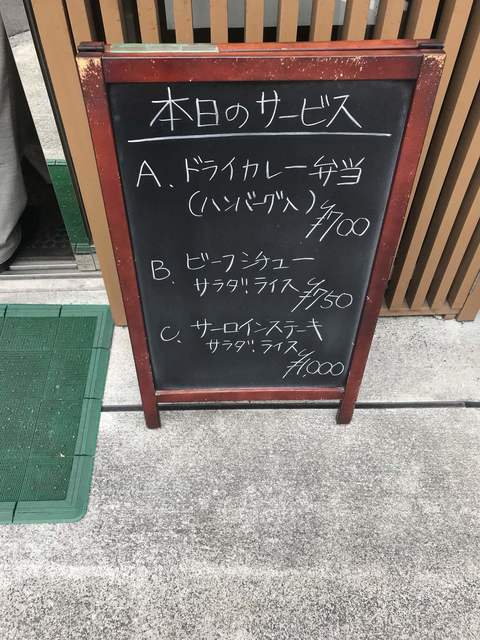 本日のサービス
A. ドライカレー弁当
(ハンバーグ入)
¥700
B. ビーフシチュー
サラダ!ライス
¥750
C. サーロインステーキ
サラダ!ライス
¥1,000